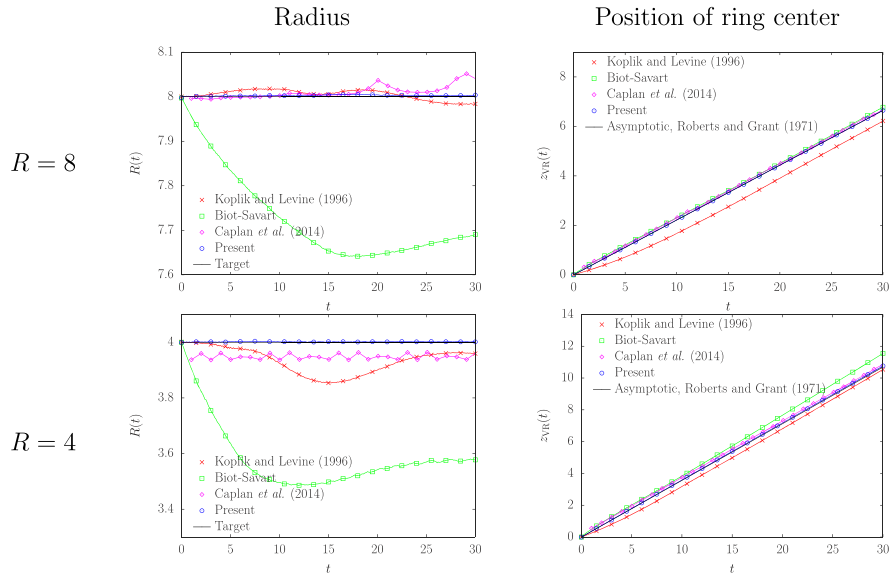 Radius
Position of ring center
R = 8
8.1
8
7.9
7.8
7.7
7.6
R(t)
Koplik and Levine (1996)
Biot-Savart
Caplan et al. (2014)
Present
Target
0 5 10 15 20 25 30
t
8
6
4
2
0
z_VR(t)
Koplik and Levine (1996)
Biot-Savart
Caplan et al. (2014)
Present
Asymptotic, Roberts and Grant (1971)
0 5 10 15 20 25 30
t
R = 4
4
3.8
3.6
3.4
R(t)
Koplik and Levine (1996)
Biot-Savart
Caplan et al. (2014)
Present
Target
0 5 10 15 20 25 30
t
14
12
10
8
6
4
2
0
z_VR(t)
Koplik and Levine (1996)
Biot-Savart
Caplan et al. (2014)
Present
Asymptotic, Roberts and Grant (1971)
0 5 10 15 20 25 30
t